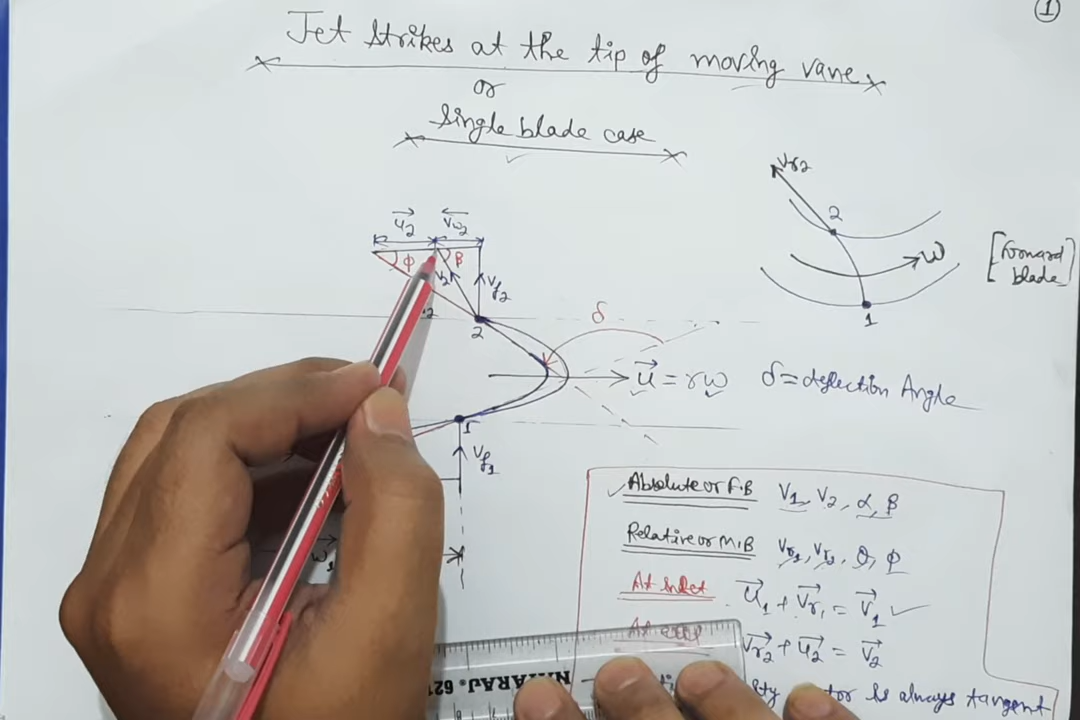 1
Jet strikes at the tip of moving vane
or
Single blade case
Vr2
2
ω
[Forward blade]
1
u2 Vw2
φ β
V2 Vf2
2
δ
u = rω δ = deflection Angle
1
Vf1
Absolute or F.B V1, V2, α, β
Relative or M.B Vr1, Vr2, θ, φ
At Inlet u1 + Vr1 = V1 ✓
Vr2 + u2 = V2
is always tangent
NATARAJ. 621